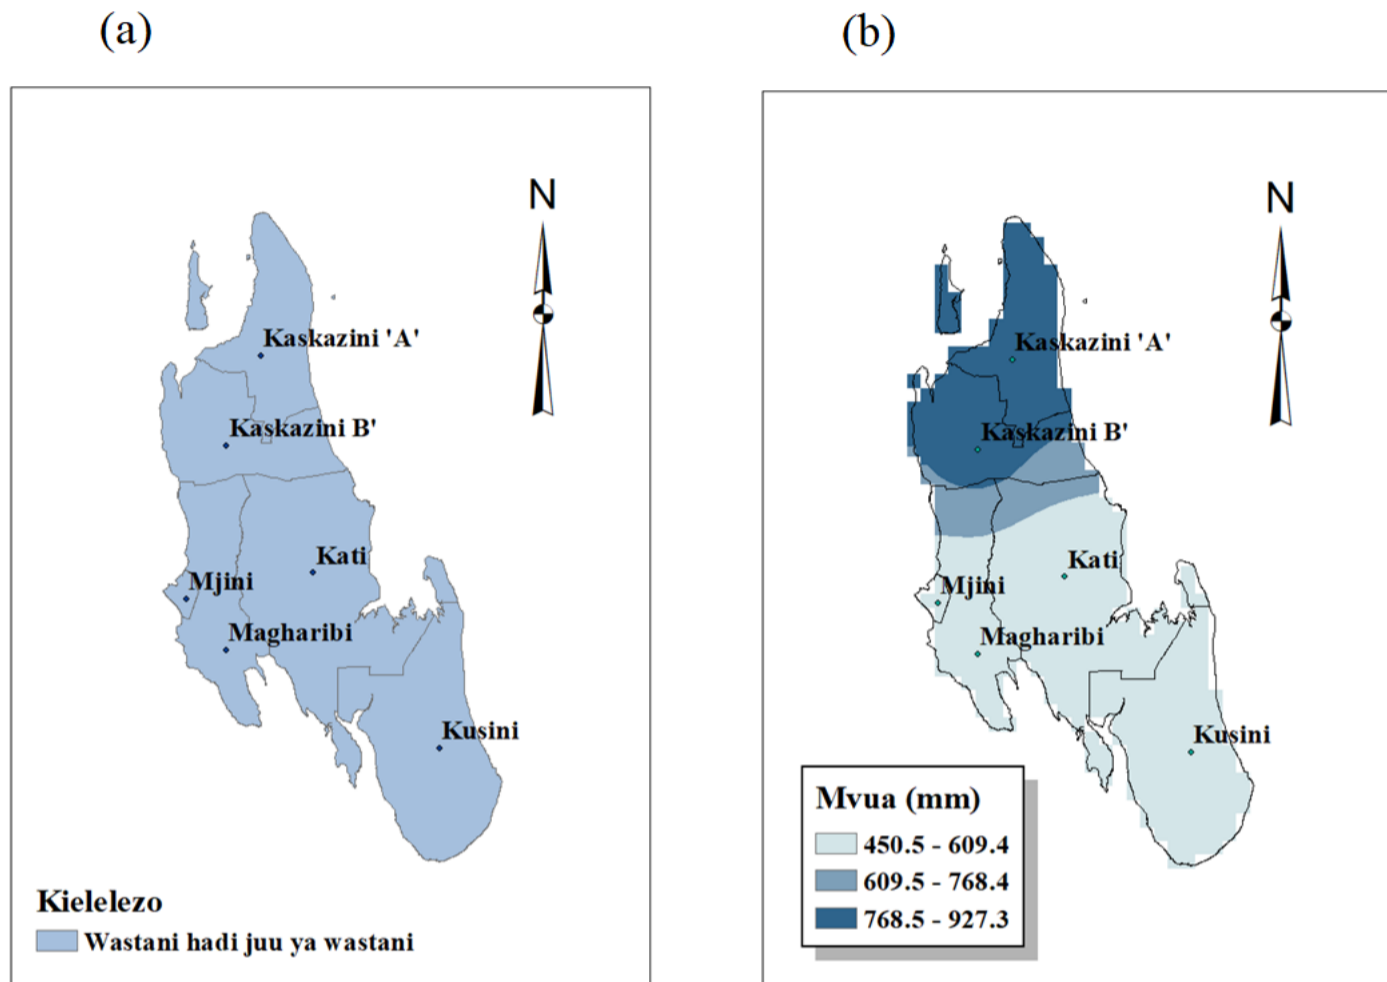 (a)
N
Kaskazini 'A'
Kaskazini B'
Kati
Mjini
Magharibi
Kusini
Kielelezo
Wastani hadi juu ya wastani
(b)
N
Kaskazini 'A'
Kaskazini B'
Kati
Mjini
Magharibi
Kusini
Mvua (mm)
450.5 - 609.4
609.5 - 768.4
768.5 - 927.3